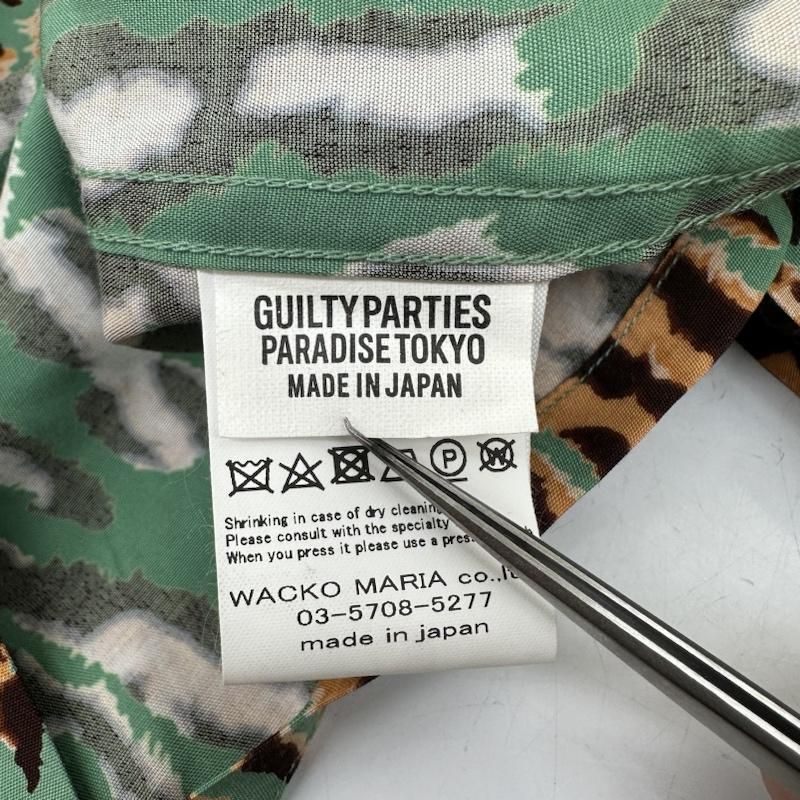 GUILTY PARTIES
PARADISE TOKYO
MADE IN JAPAN
P W
Shrinking in case of dry cleaning
Please consult with the specialty
When you press it please use a press
WACKO MARIA co.,
03-5708-5277
made in japan